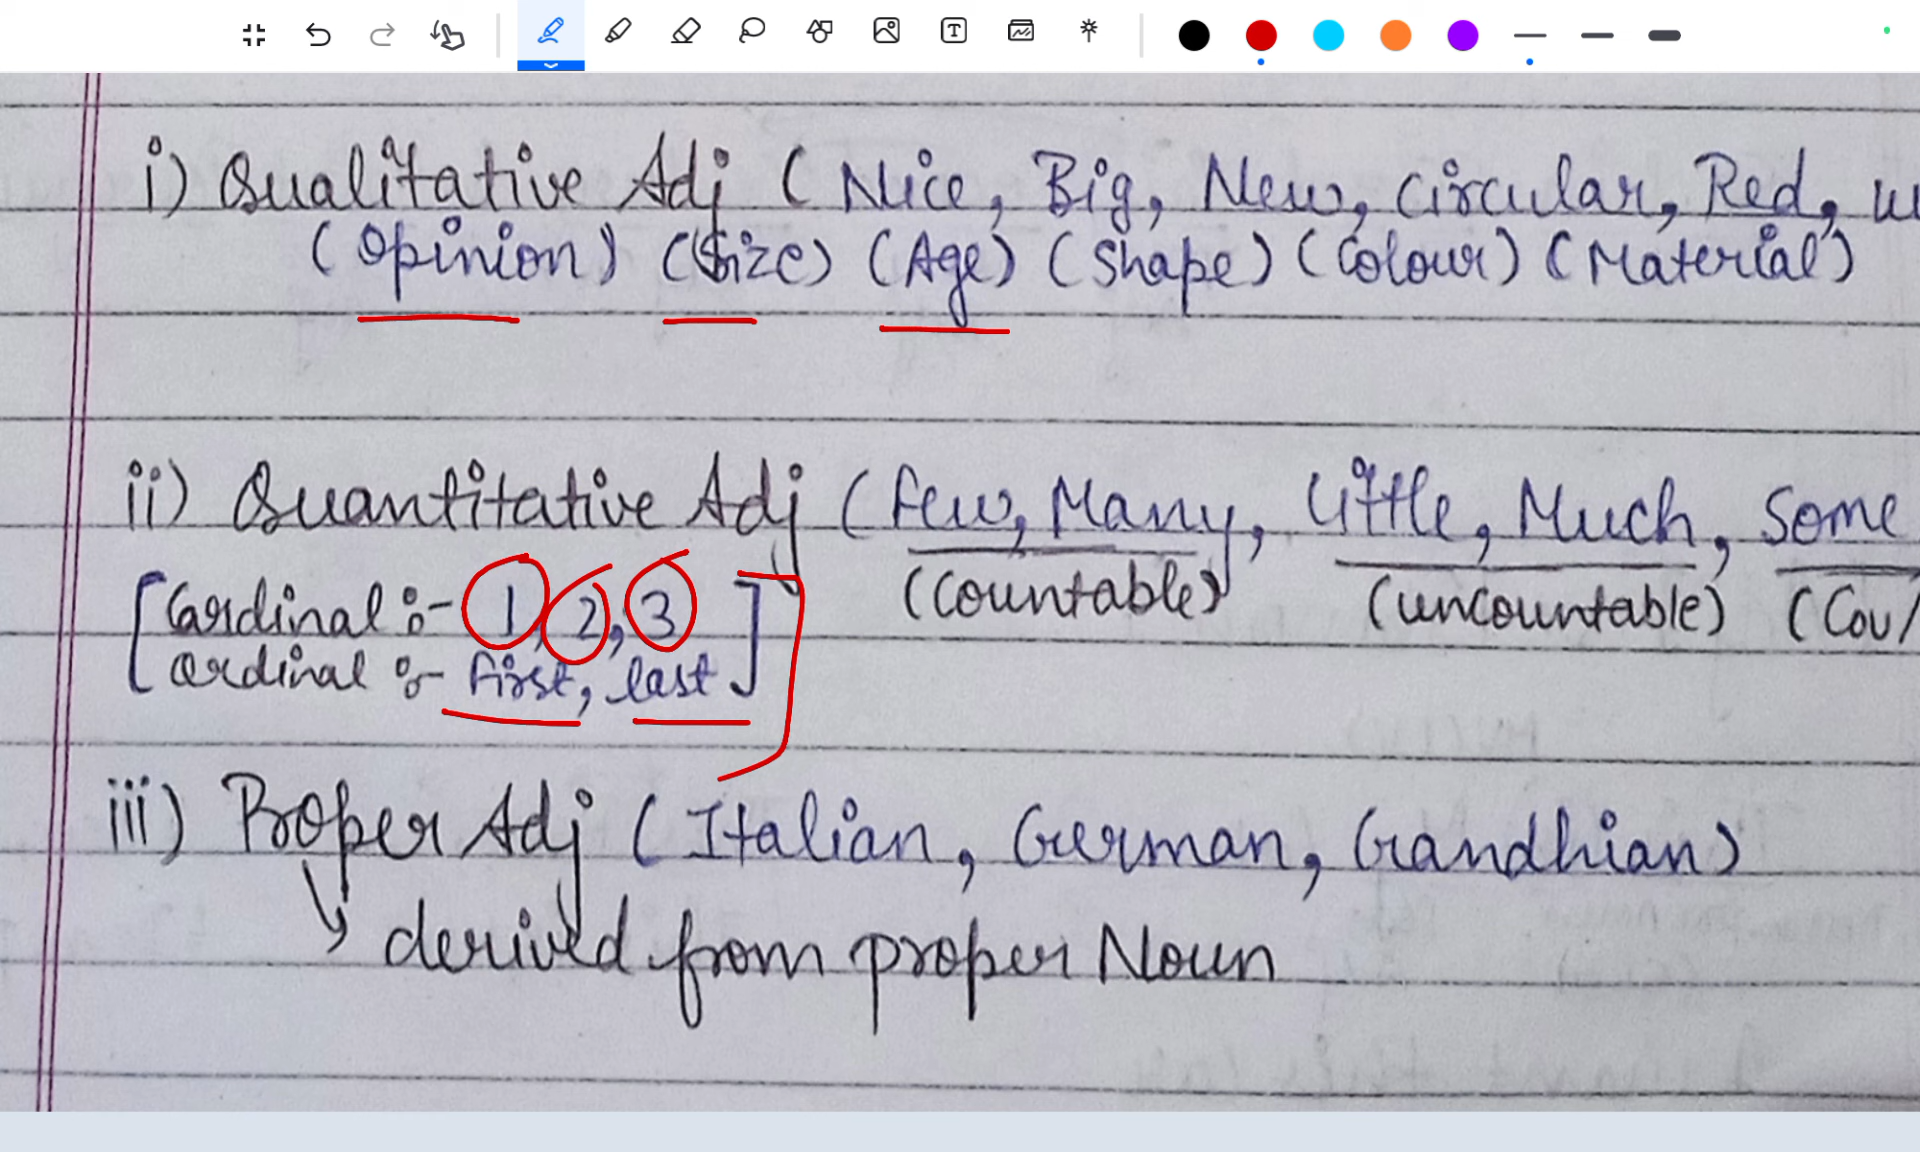 i) Qualitative Adj ( Nice, Big, New, circular, Red,
(Opinion) (Size) (Age) (Shape) (Colour) (Material)
ii) Quantitative Adj ( Few, Many, Little, Much, Some
[Cardinal :- 1, 2, 3 ] (Countable) (uncountable) (Cou/
Ordinal :- first, last
iii) Proper Adj ( Italian, German, Gandhian)
↳ derived from proper Noun